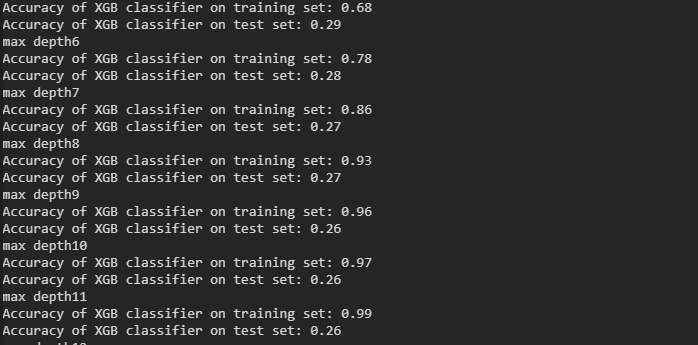 Accuracy of XGB classifier on training set: 0.68
Accuracy of XGB classifier on test set: 0.29
max depth6
Accuracy of XGB classifier on training set: 0.78
Accuracy of XGB classifier on test set: 0.28
max depth7
Accuracy of XGB classifier on training set: 0.86
Accuracy of XGB classifier on test set: 0.27
max depth8
Accuracy of XGB classifier on training set: 0.93
Accuracy of XGB classifier on test set: 0.27
max depth9
Accuracy of XGB classifier on training set: 0.96
Accuracy of XGB classifier on test set: 0.26
max depth10
Accuracy of XGB classifier on training set: 0.97
Accuracy of XGB classifier on test set: 0.26
max depth11
Accuracy of XGB classifier on training set: 0.99
Accuracy of XGB classifier on test set: 0.26